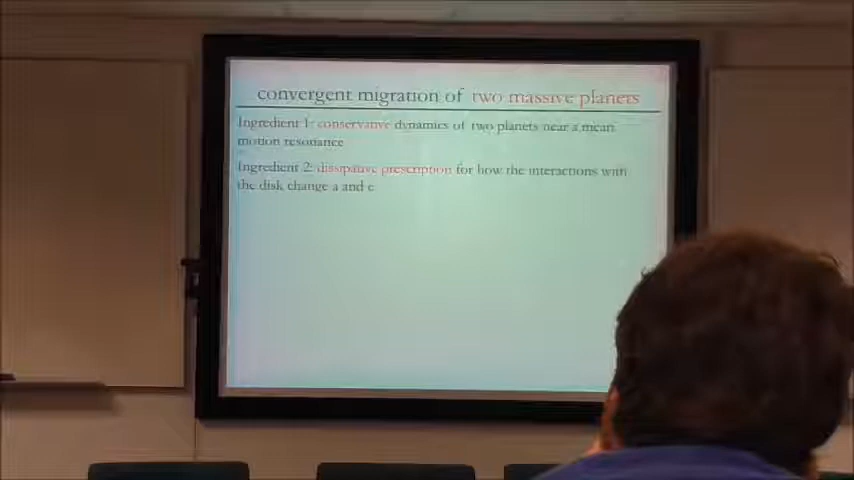 convergent migration of two massive planets
Ingredient 1: conservative dynamics of two planets near a mean
motion resonance
Ingredient 2: dissipative prescription for how the interactions with
the disk change a and e